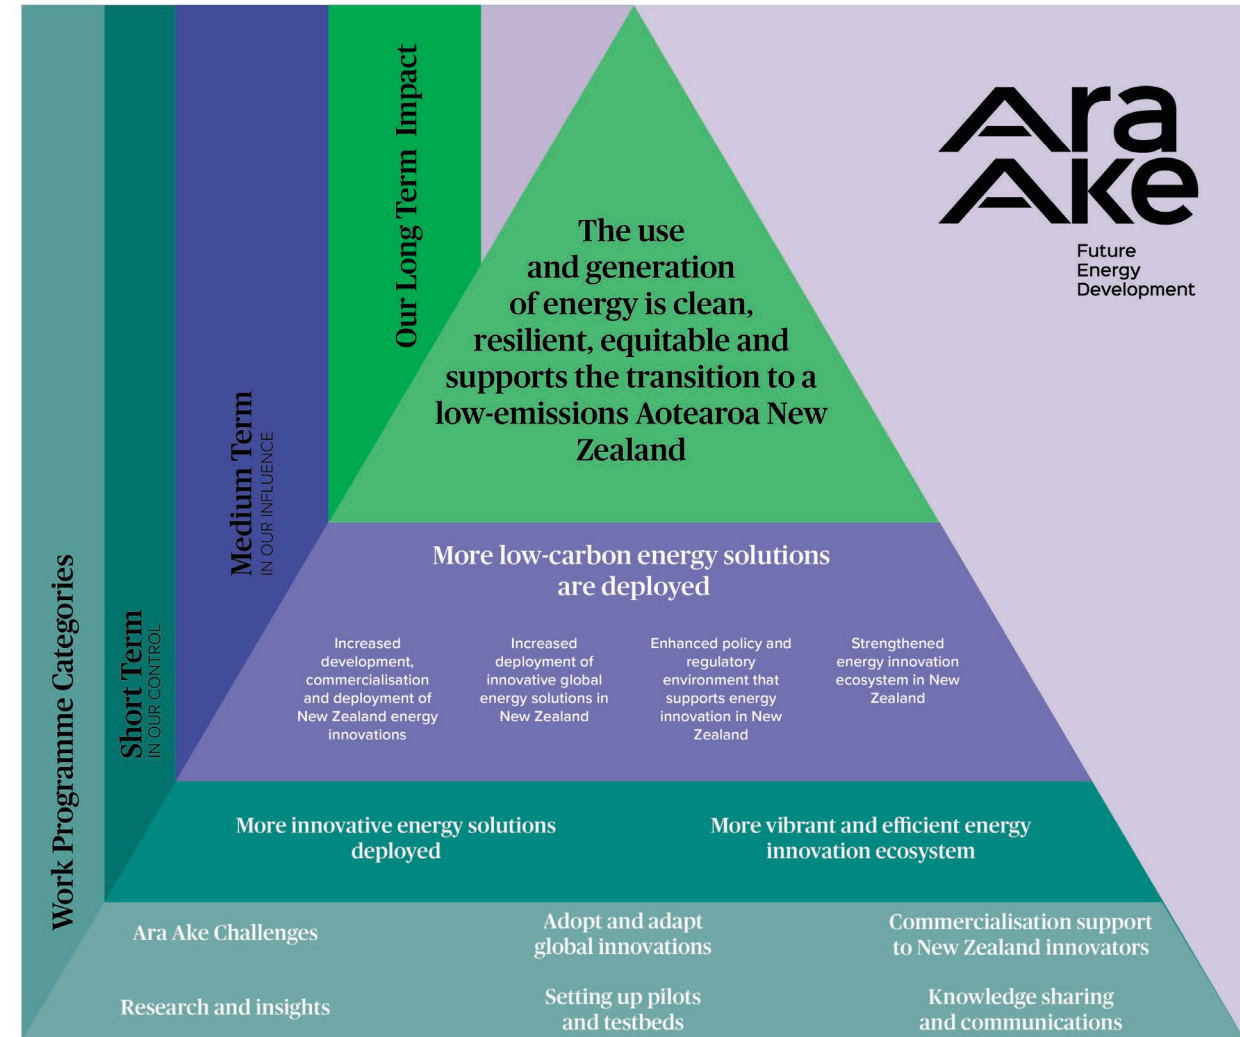 Work Programme Categories
Short Term
IN OUR CONTROL
Medium Term
IN OUR INFLUENCE
Our Long Term Impact
Ara
Ake
Future
Energy
Development
The use
and generation
of energy is clean,
resilient, equitable and
supports the transition to a
low-emissions Aotearoa New
Zealand
More low-carbon energy solutions
are deployed
Increased
development,
commercialisation
and deployment of
New Zealand energy
innovations
Increased
deployment of
innovative global
energy solutions in
New Zealand
Enhanced policy and
regulatory
environment that
supports energy
innovation in New
Zealand
Strengthened
energy innovation
ecosystem in New
Zealand
More innovative energy solutions
deployed
More vibrant and efficient energy
innovation ecosystem
Ara Ake Challenges
Adopt and adapt
global innovations
Commercialisation support
to New Zealand innovators
Research and insights
Setting up pilots
and testbeds
Knowledge sharing
and communications